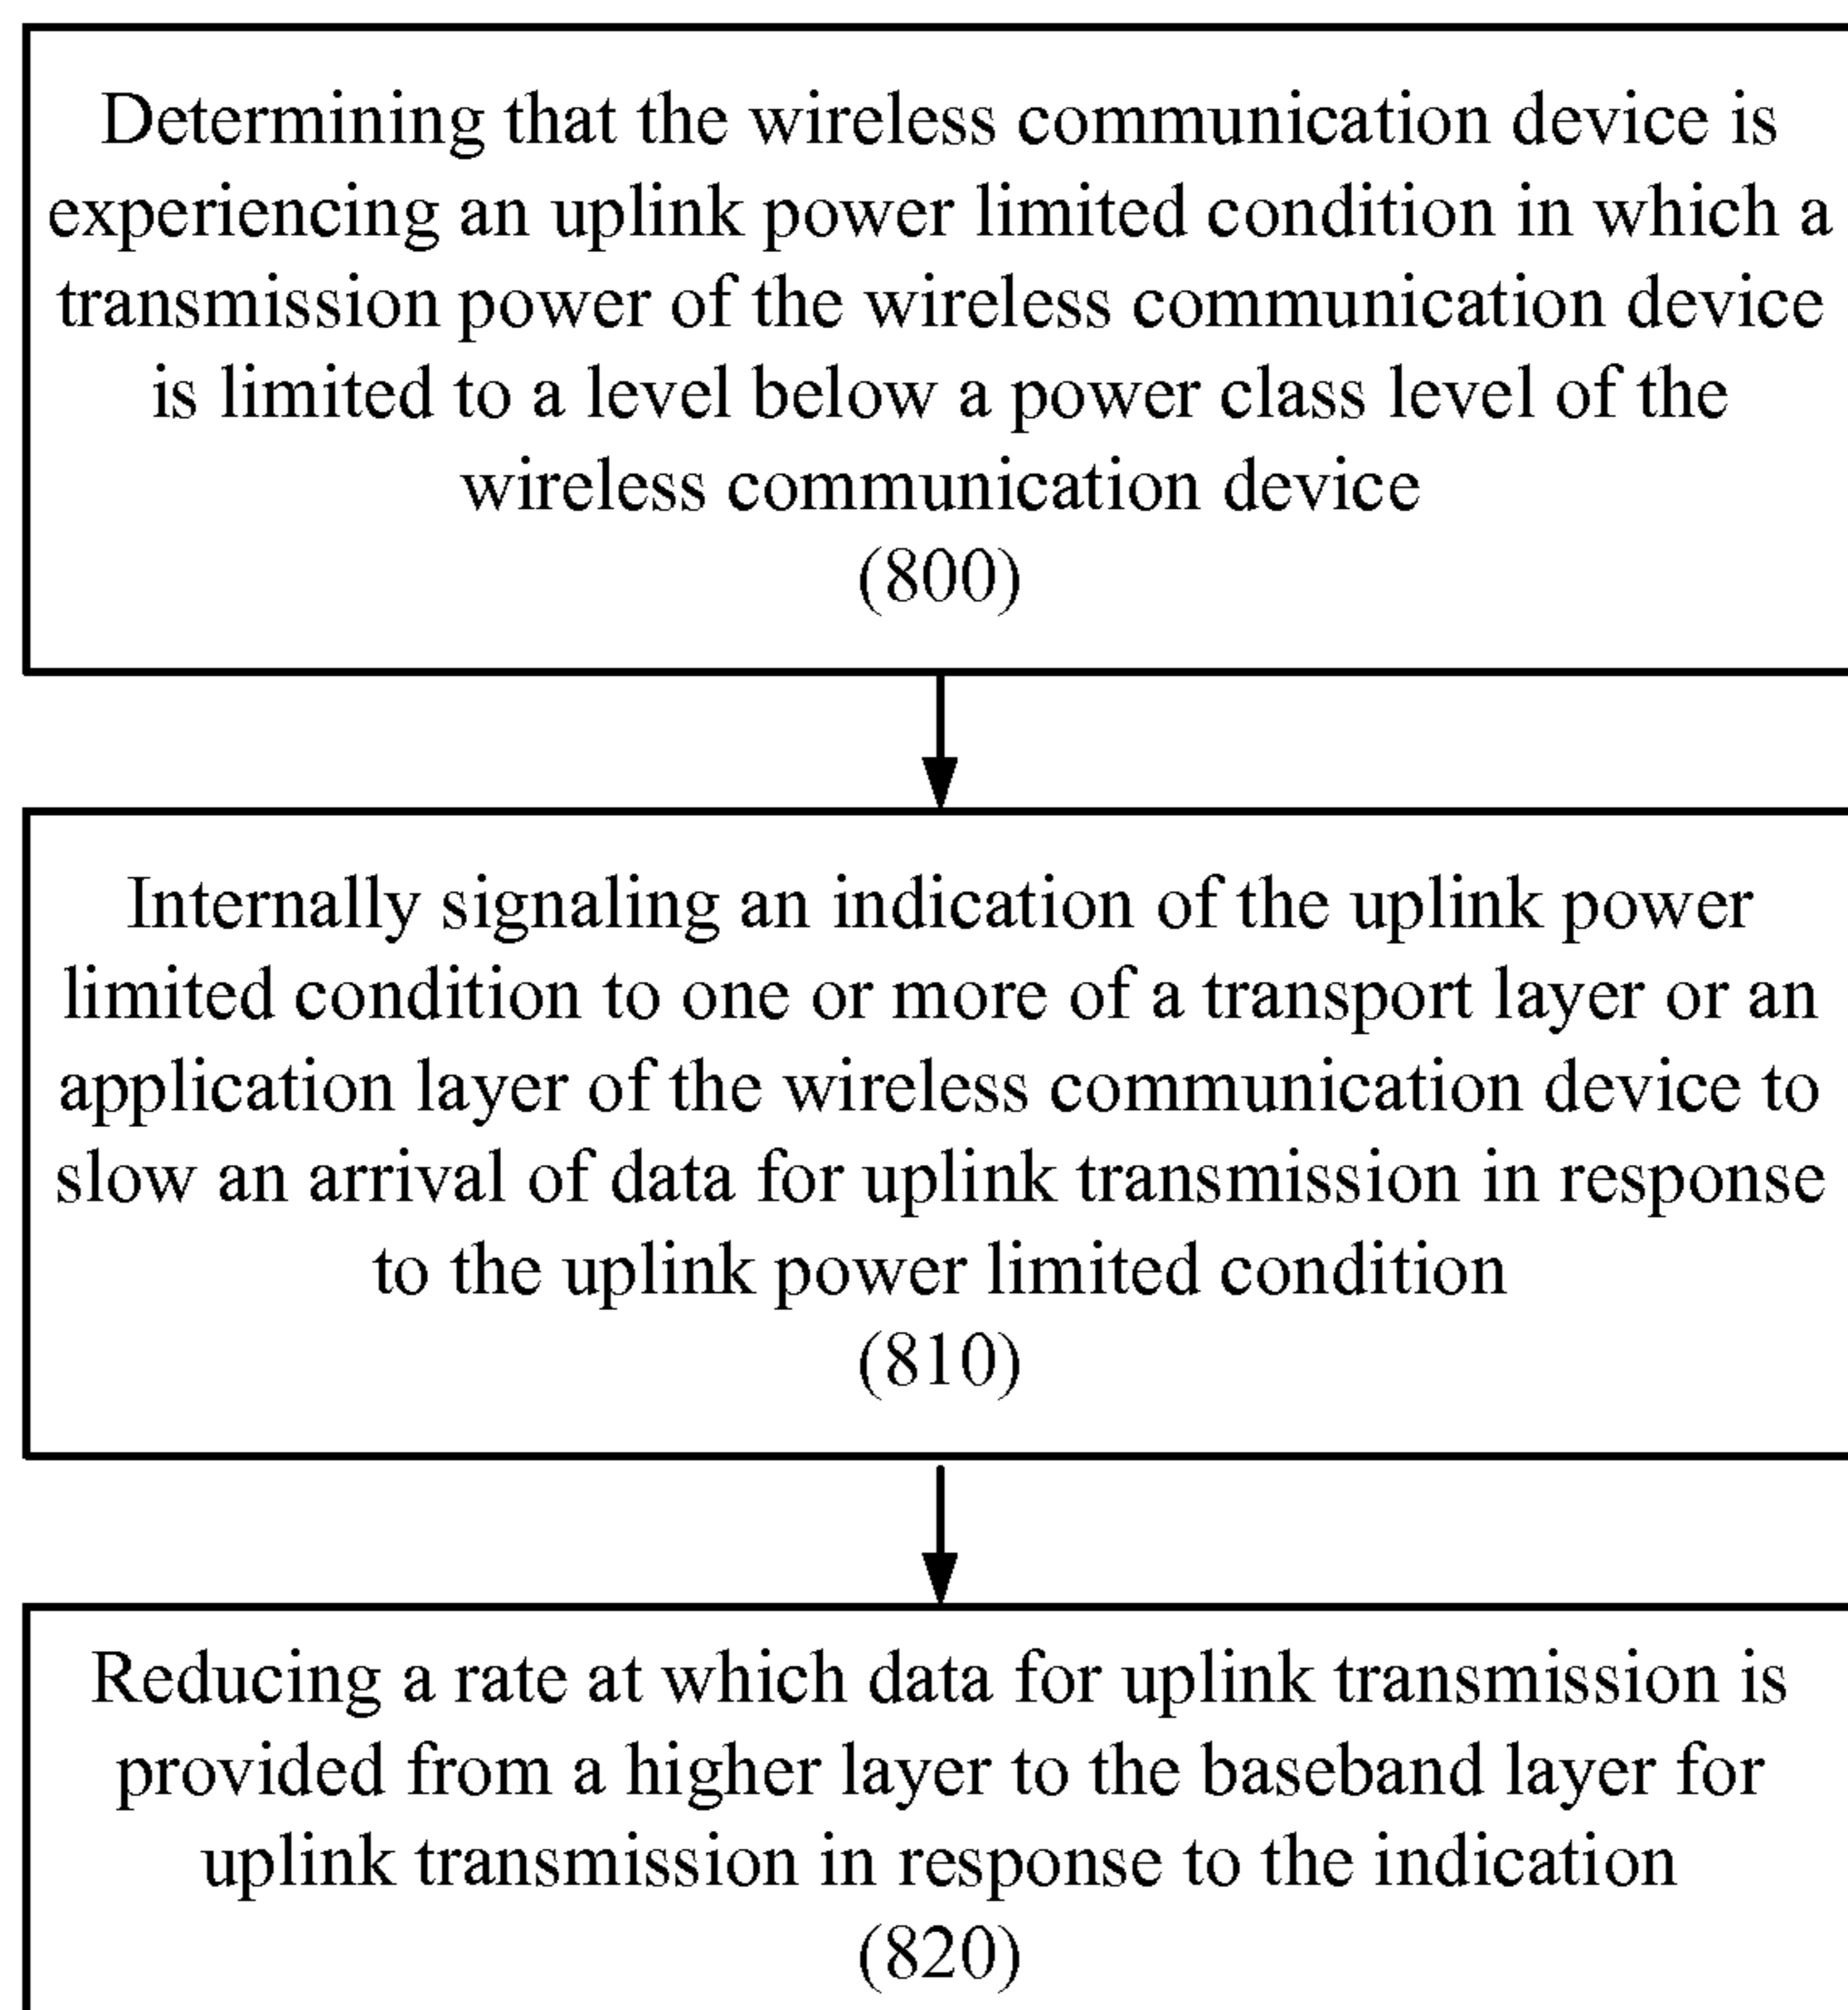 Determining that the wireless communication device is
experiencing an uplink power limited condition in which a
transmission power of the wireless communication device
is limited to a level below a power class level of the
wireless communication device
(800)
Internally signaling an indication of the uplink power
limited condition to one or more of a transport layer or an
application layer of the wireless communication device to
slow an arrival of data for uplink transmission in response
to the uplink power limited condition
(810)
Reducing a rate at which data for uplink transmission is
provided from a higher layer to the baseband layer for
uplink transmission in response to the indication
(820)